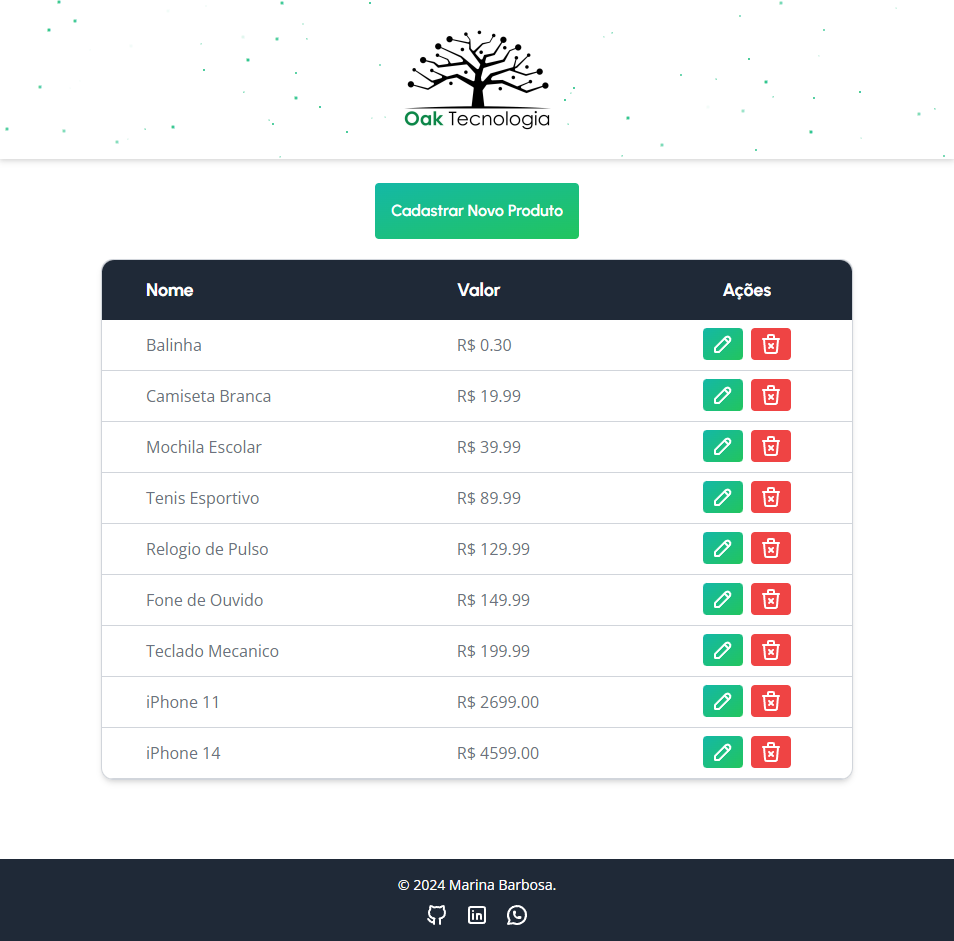 Oak Tecnologia
Cadastrar Novo Produto
Nome Valor Ações
Balinha R$ 0.30
Camiseta Branca R$ 19.99
Mochila Escolar R$ 39.99
Tenis Esportivo R$ 89.99
Relogio de Pulso R$ 129.99
Fone de Ouvido R$ 149.99
Teclado Mecanico R$ 199.99
iPhone 11 R$ 2699.00
iPhone 14 R$ 4599.00
© 2024 Marina Barbosa.